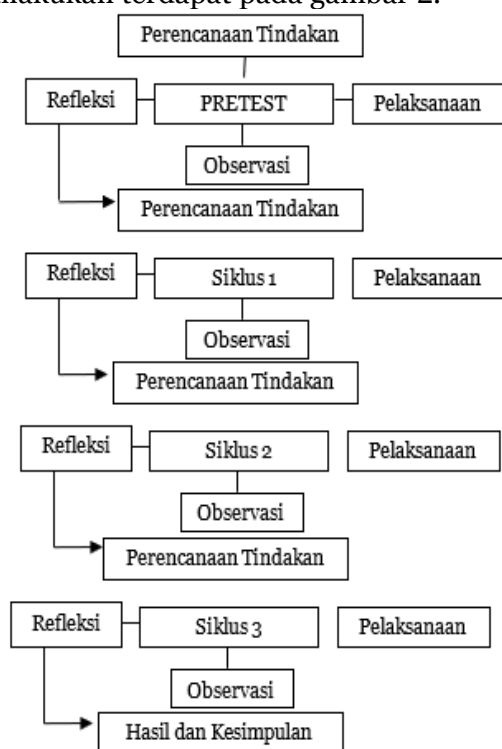 terdapat pada gambar 2.
Perencanaan Tindakan
Refleksi PRETEST Pelaksanaan
Observasi
Perencanaan Tindakan
Refleksi Siklus 1 Pelaksanaan
Observasi
Perencanaan Tindakan
Refleksi Siklus 2 Pelaksanaan
Observasi
Perencanaan Tindakan
Refleksi Siklus 3 Pelaksanaan
Observasi
Hasil dan Kesimpulan